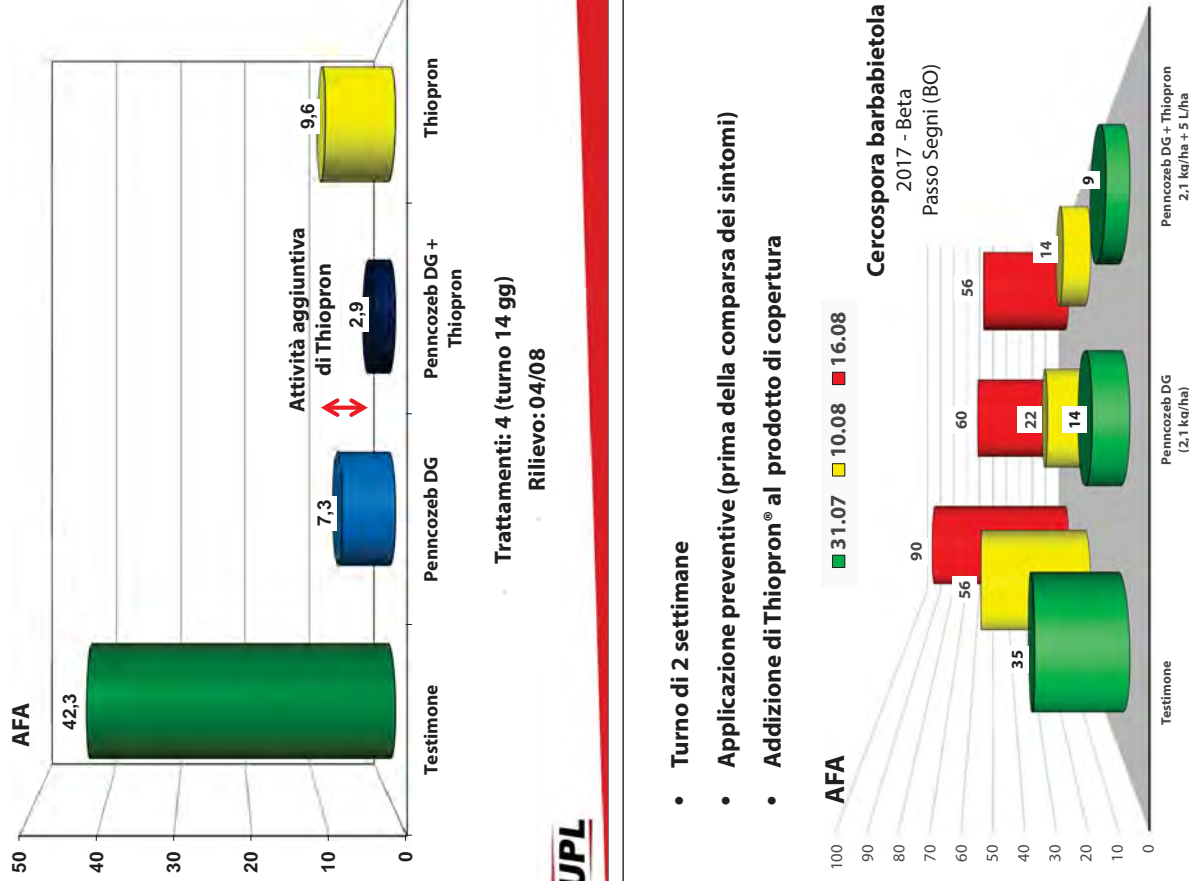 AFA
50
40
30
20
10
0
42,3
7,3
2,9
9,6
Attività aggiuntiva
di Thiopron
Testimone
Penncozeb DG
Penncozeb DG +
Thiopron
Thiopron
Trattamenti: 4 (turno 14 gg)
Rilievo: 04/08
UPL
• Turno di 2 settimane
• Applicazione preventive (prima della comparsa dei sintomi)
• Addizione di Thiopron® al prodotto di copertura
AFA
31.07 10.08 16.08
Cercospora barbabietola
2017 - Beta
Passo Segni (BO)
100
90
80
70
60
50
40
30
20
10
0
90
56
35
60
22
14
56
14
9
Testimone
Penncozeb DG
(2,1 kg/ha)
Penncozeb DG + Thiopron
2,1 kg/ha + 5 L/ha